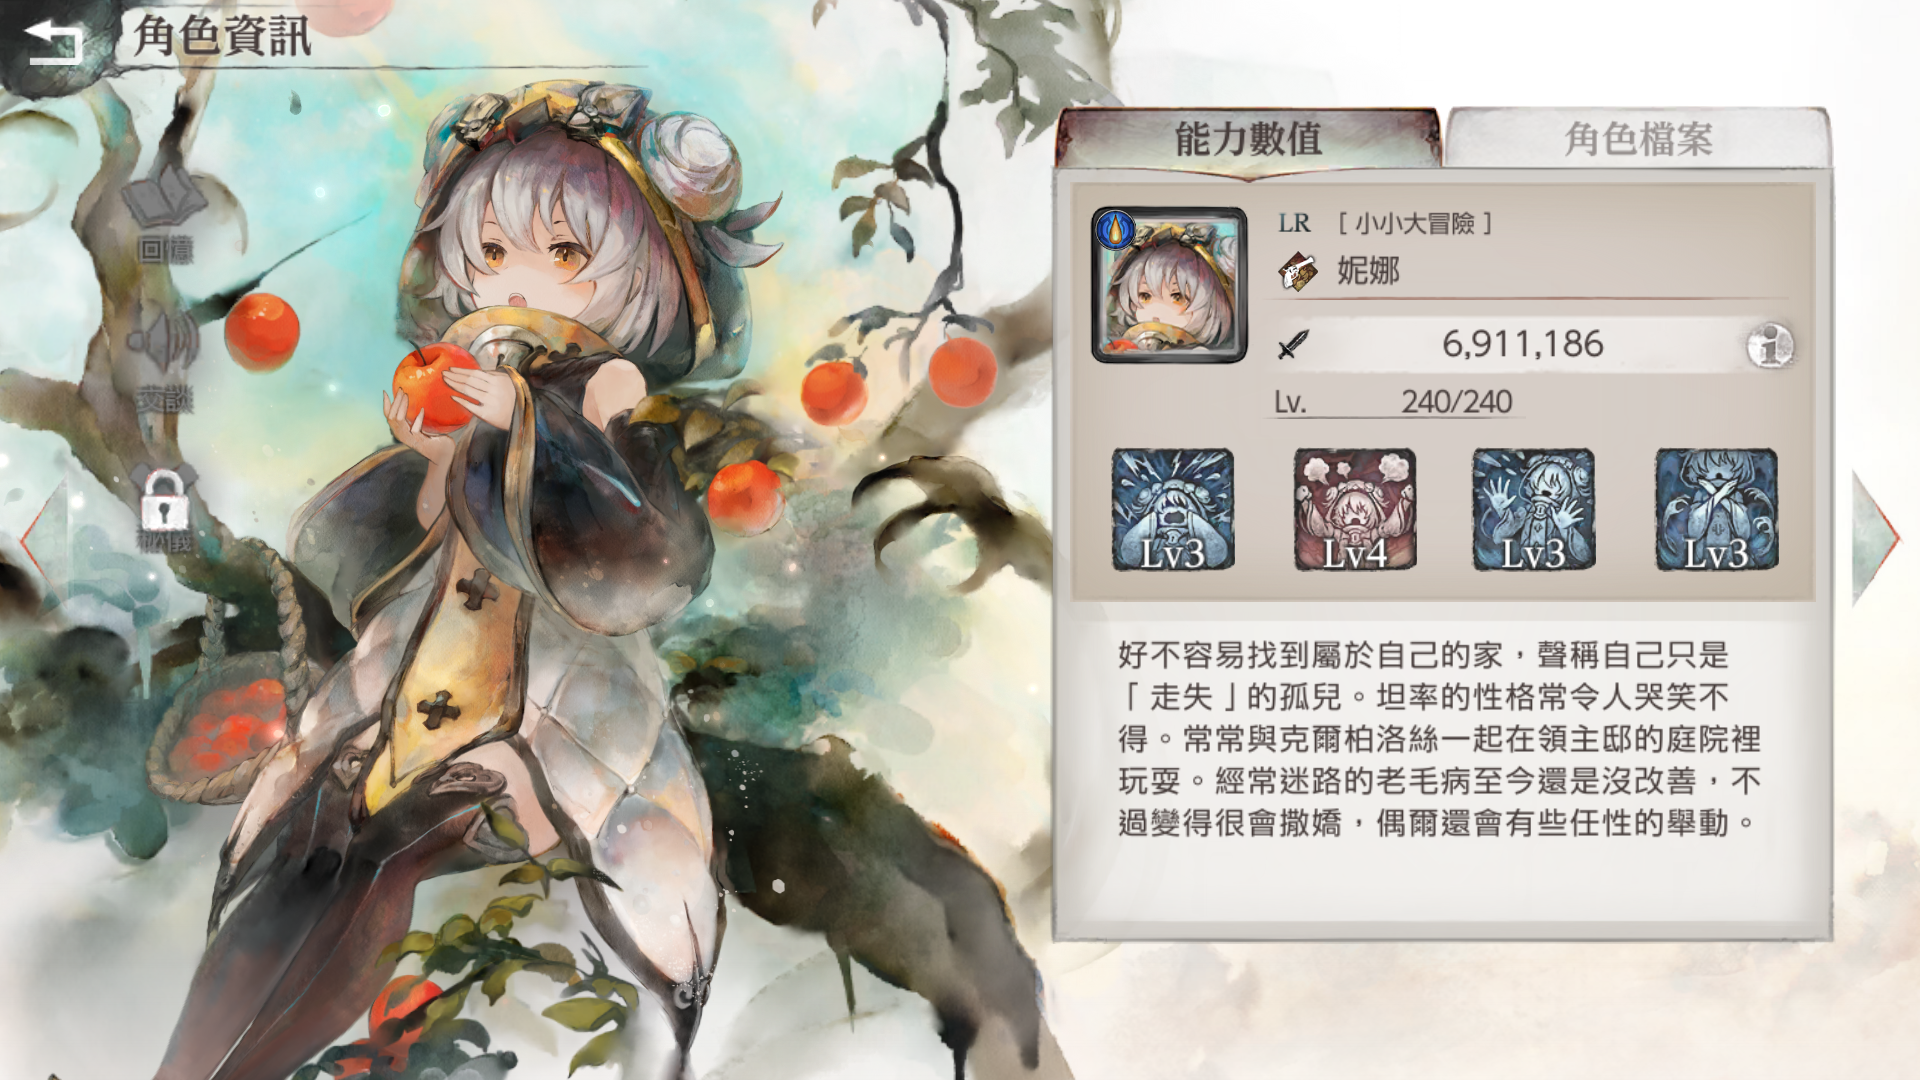 角色資訊
回憶
交談
秘儀
能力數值
角色檔案
LR [ 小小大冒險 ]
妮娜
6,911,186
Lv. 240/240
Lv3
Lv4
Lv3
Lv3
好不容易找到屬於自己的家，聲稱自己只是
「走失」的孤兒。坦率的性格常令人哭笑不
得。常常與克爾柏洛絲一起在領主邸的庭院裡
玩耍。經常迷路的老毛病至今還是沒改善，不
過變得很會撒嬌，偶爾還會有些任性的舉動。